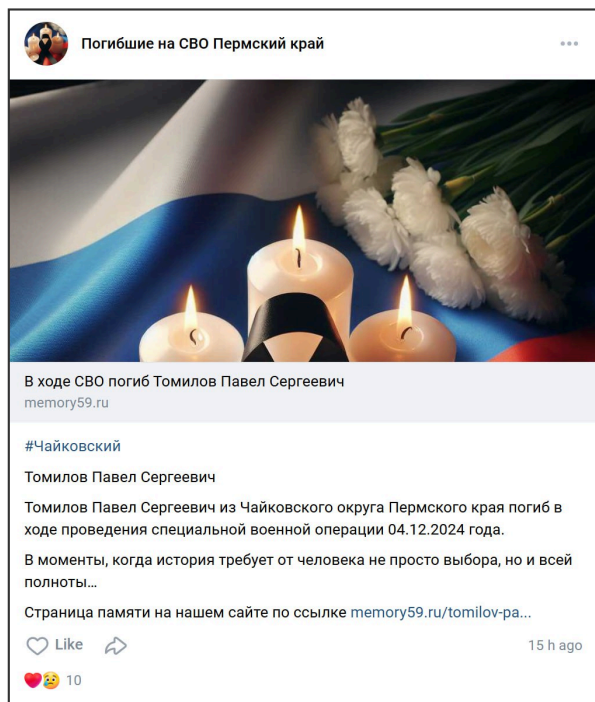 Погибшие на СВО Пермский край
В ходе СВО погиб Томилов Павел Сергеевич
memory59.ru
#Чайковский
Томилов Павел Сергеевич
Томилов Павел Сергеевич из Чайковского округа Пермского края погиб в
ходе проведения специальной военной операции 04.12.2024 года.
В моменты, когда история требует от человека не просто выбора, но и всей
полноты...
Страница памяти на нашем сайте по ссылке memory59.ru/tomilov-pa...
Like
15 h ago
10